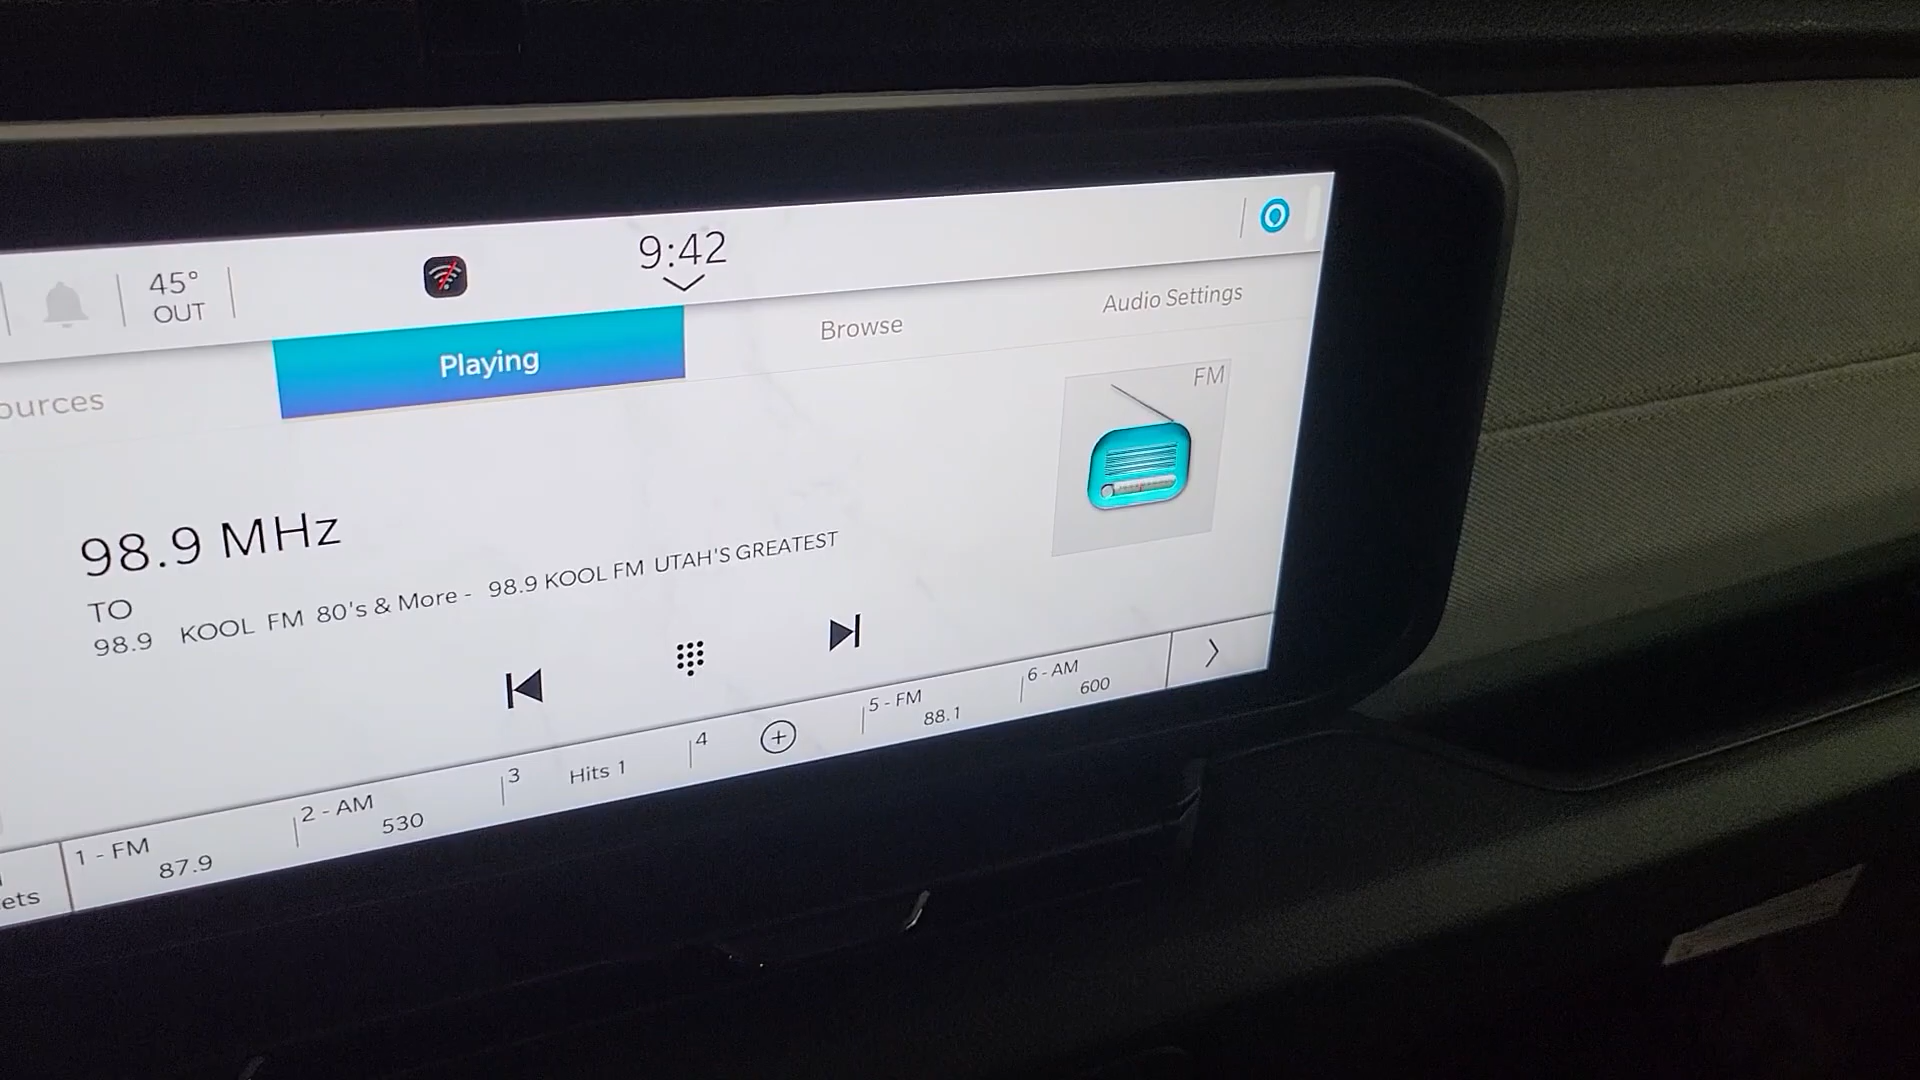 45°
OUT
9:42
ources
Playing
Browse
Audio Settings
FM
98.9 MHz
TO
98.9 KOOL FM 80's & More - 98.9 KOOL FM UTAH'S GREATEST
ets
1 - FM
87.9
2 - AM
530
3
Hits 1
4
5 - FM
88.1
6 - AM
600